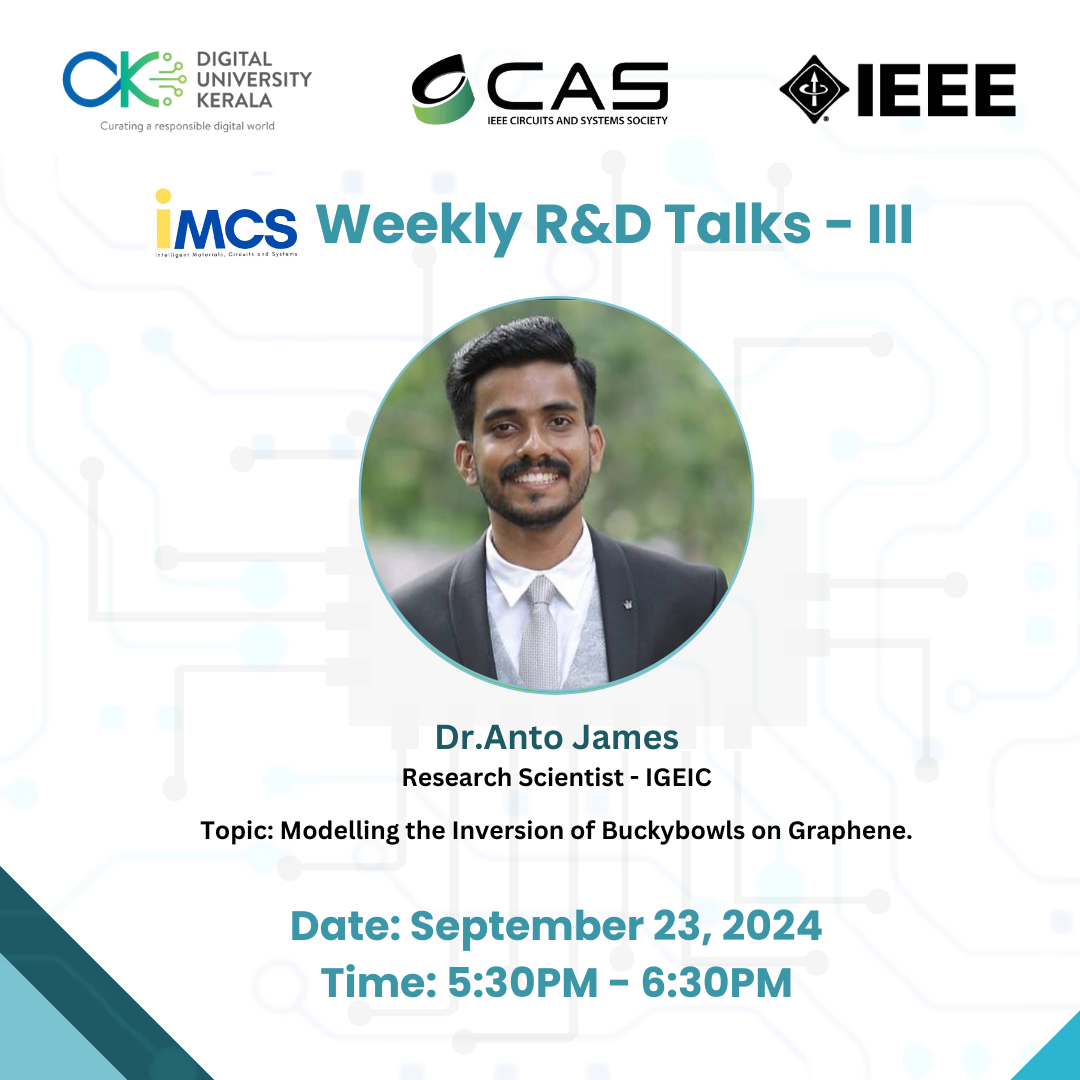 DIGITAL
UNIVERSITY
KERALA
Curating a responsible digital world
CAS
IEEE CIRCUITS AND SYSTEMS SOCIETY
IEEE
iMCS
Intelligent Materials, Circuits and Systems
Weekly R&D Talks - III
Dr.Anto James
Research Scientist - IGEIC
Topic: Modelling the Inversion of Buckybowls on Graphene.
Date: September 23, 2024
Time: 5:30PM - 6:30PM